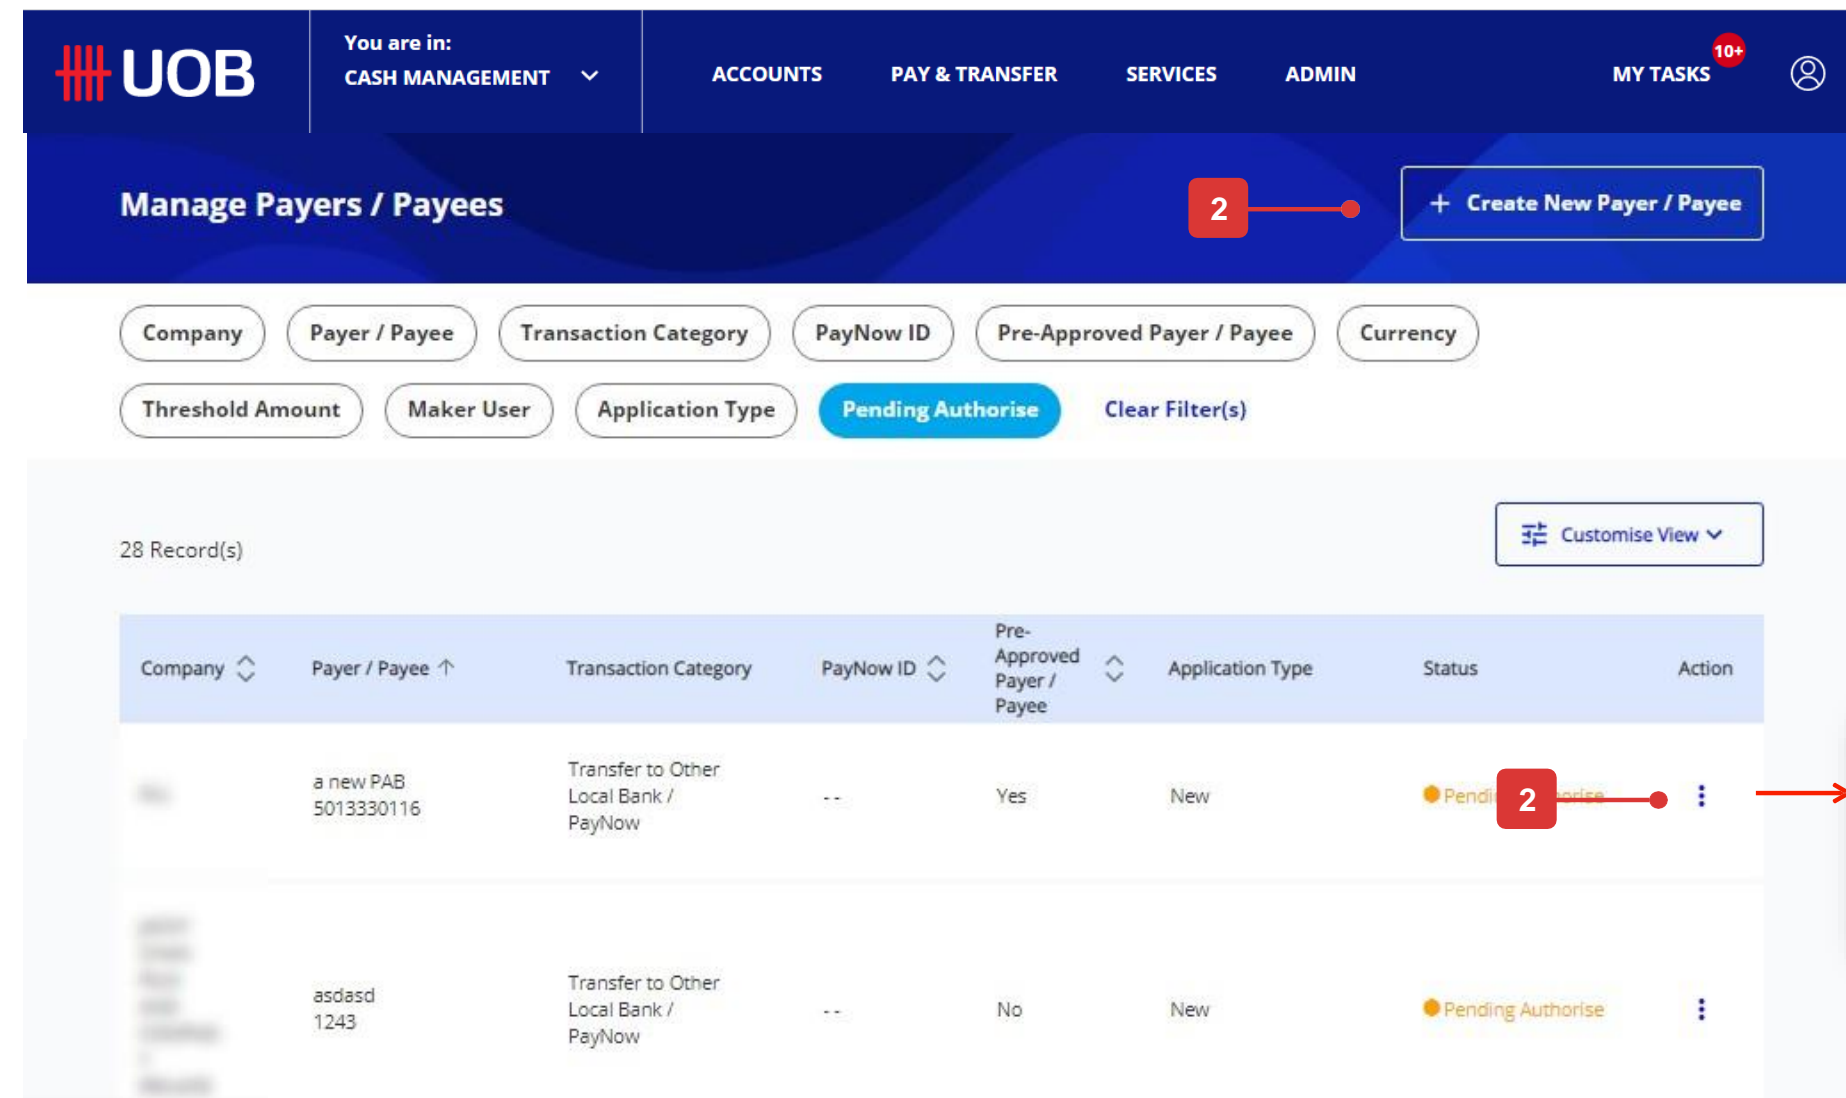 UOB
You are in:
CASH MANAGEMENT
ACCOUNTS
PAY & TRANSFER
SERVICES
ADMIN
MY TASKS
10+
Manage Payers / Payees
2
+ Create New Payer / Payee
Company
Payer / Payee
Transaction Category
PayNow ID
Pre-Approved Payer / Payee
Currency
Threshold Amount
Maker User
Application Type
Pending Authorise
Clear Filter(s)
28 Record(s)
Customise View
Company
Payer / Payee
Transaction Category
PayNow ID
Pre-
Approved
Payer /
Payee
Application Type
Status
Action
a new PAB
5013330116
Transfer to Other
Local Bank /
PayNow
- -
Yes
New
2
asdasd
1243
Transfer to Other
Local Bank /
PayNow
- -
No
New
Pending Authorise